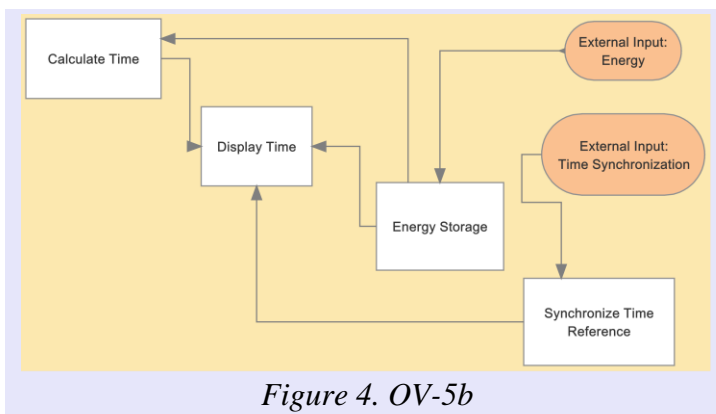 Calculate Time
External Input:
Energy
Display Time
External Input:
Time Synchronization
Energy Storage
Synchronize Time
Reference
Figure 4. OV-5b